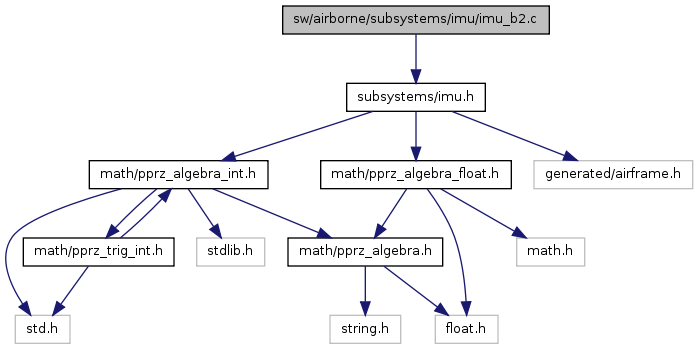 sw/airborne/subsystems/imu/imu_b2.c
subsystems/imu.h
math/pprz_algebra_int.h
math/pprz_algebra_float.h
generated/airframe.h
math/pprz_trig_int.h
stdlib.h
math/pprz_algebra.h
math.h
std.h
string.h
float.h